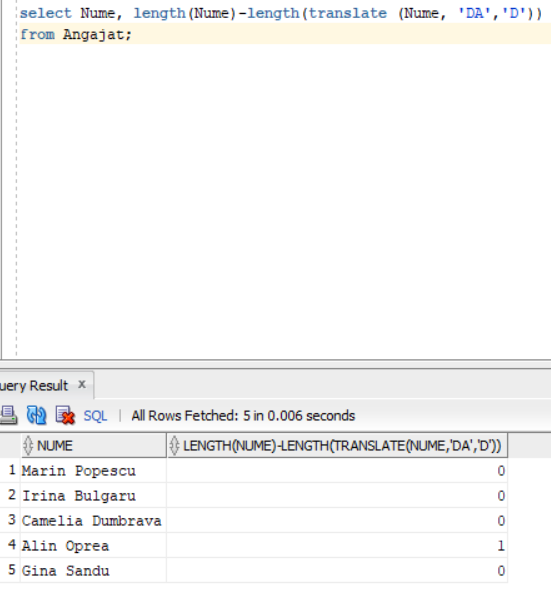 select Nume, length(Nume)-length(translate (Nume, 'DA','D'))
from Angajat;
uery Result x
SQL | All Rows Fetched: 5 in 0.006 seconds
NUME LENGTH(NUME)-LENGTH(TRANSLATE(NUME,'DA','D'))
1 Marin Popescu 0
2 Irina Bulgaru 0
3 Camelia Dumbrava 0
4 Alin Oprea 1
5 Gina Sandu 0